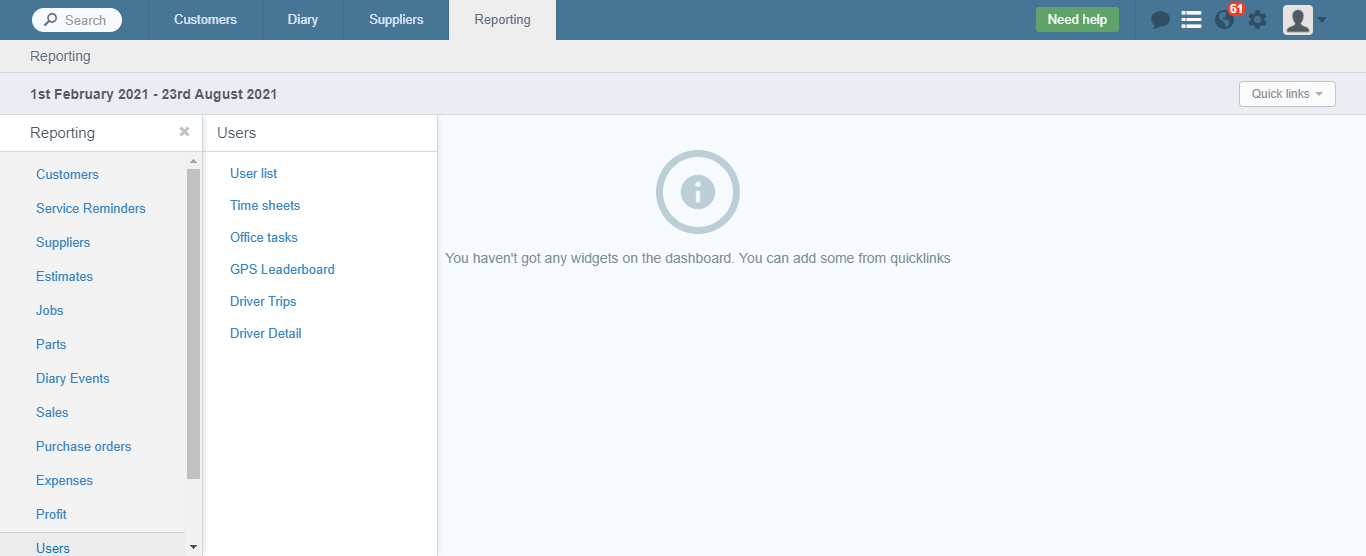 Search
Customers
Diary
Suppliers
Reporting
Need help
61
Reporting
1st February 2021 - 23rd August 2021
Quick links
Reporting
Customers
Service Reminders
Suppliers
Estimates
Jobs
Parts
Diary Events
Sales
Purchase orders
Expenses
Profit
Users
Users
User list
Time sheets
Office tasks
GPS Leaderboard
Driver Trips
Driver Detail
You haven't got any widgets on the dashboard. You can add some from quicklinks